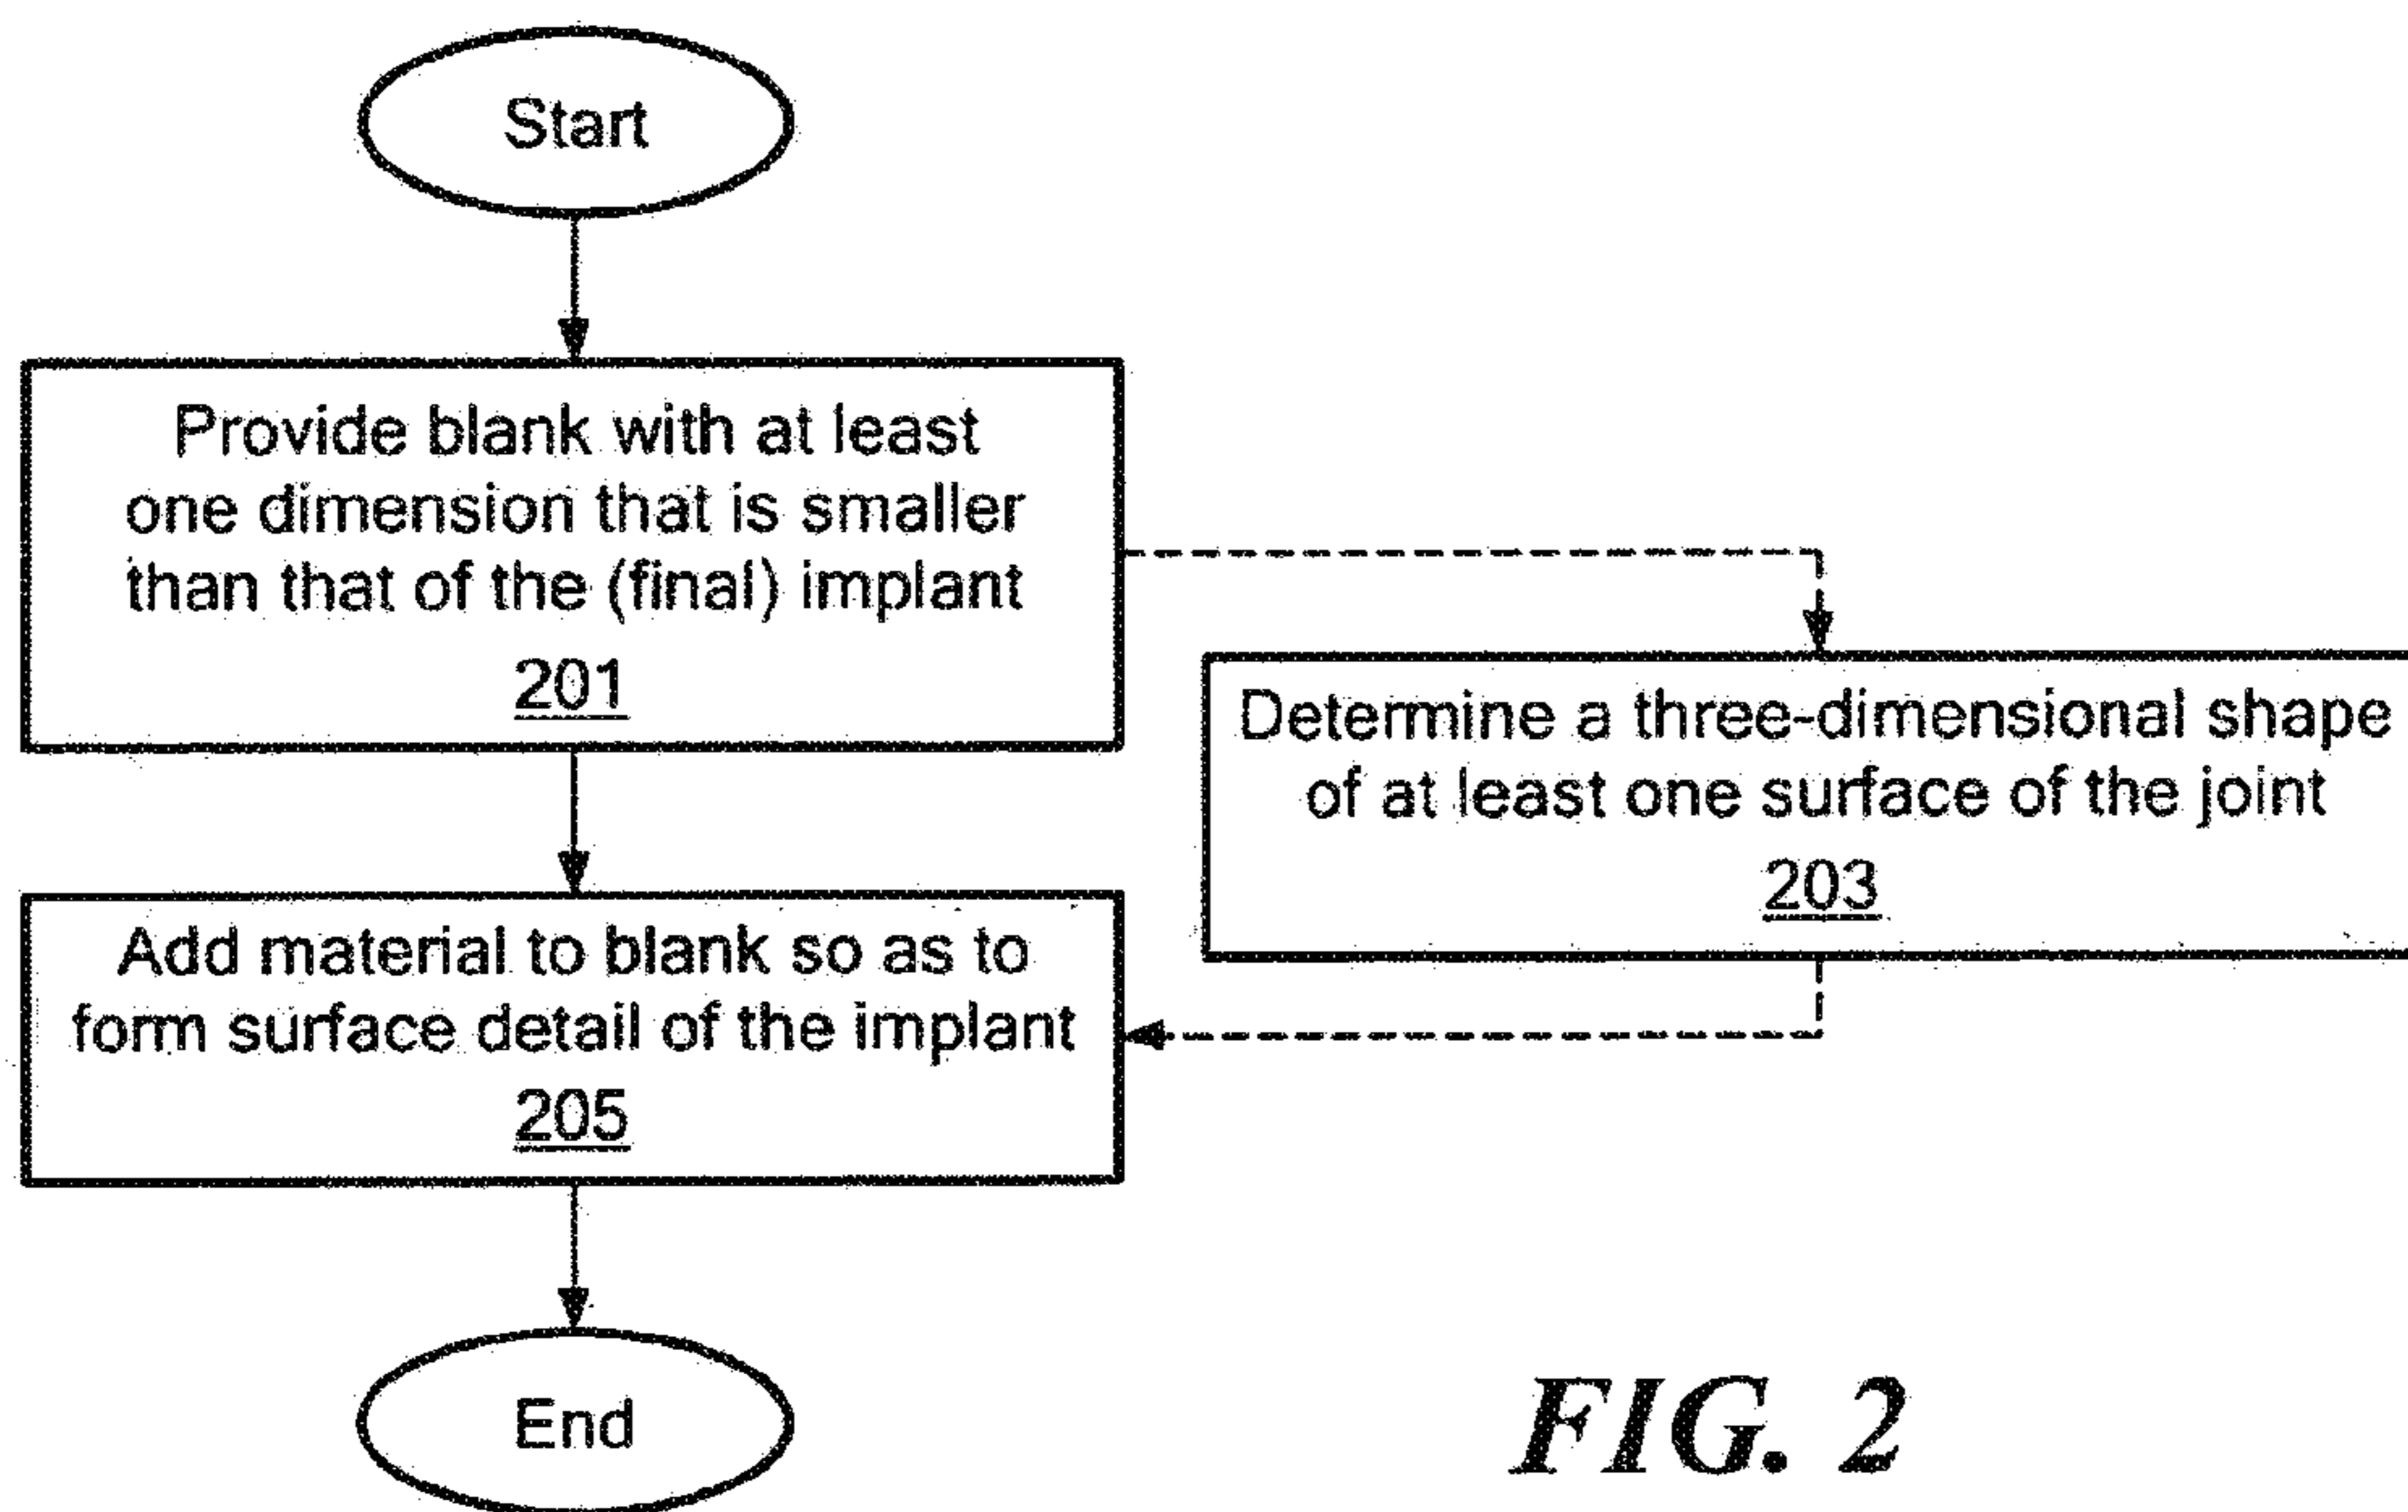 Start
Provide blank with at least
one dimension that is smaller
than that of the (final) implant
201
Determine a three-dimensional shape
of at least one surface of the joint
203
Add material to blank so as to
form surface detail of the implant
205
End
FIG. 2